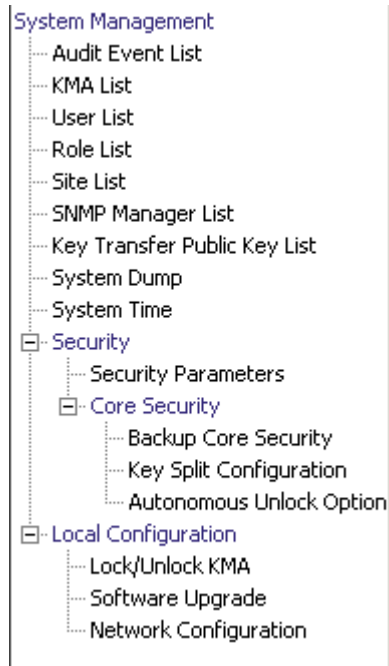 System Management
Audit Event List
KMA List
User List
Role List
Site List
SNMP Manager List
Key Transfer Public Key List
System Dump
System Time
Security
Security Parameters
Core Security
Backup Core Security
Key Split Configuration
Autonomous Unlock Option
Local Configuration
Lock/Unlock KMA
Software Upgrade
Network Configuration